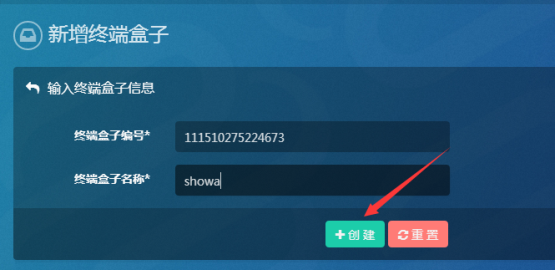 新增终端盒子
输入终端盒子信息
终端盒子编号* 111510275224673
终端盒子名称* showa
创建 重置